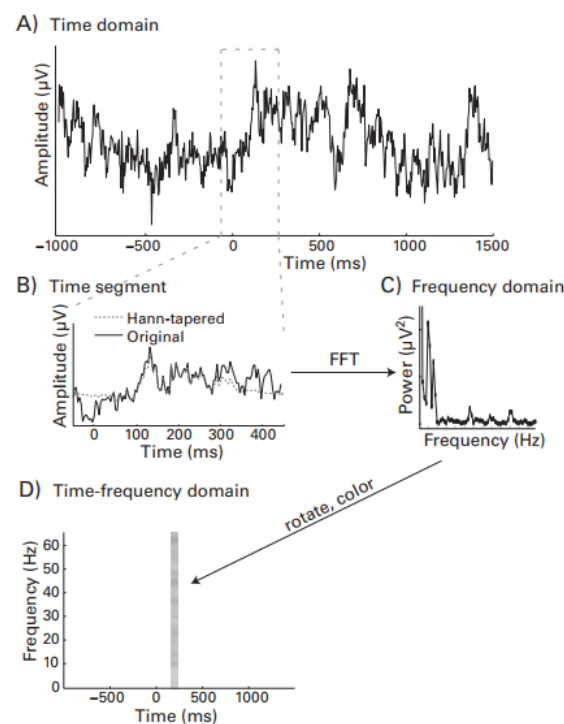 A) Time domain
Amplitude (µV)
−1000 −500 0 500 1000 1500
Time (ms)
B) Time segment
Hann-tapered
Original
Amplitude (µV)
0 100 200 300 400
Time (ms)
FFT
C) Frequency domain
Power (µV²)
Frequency (Hz)
rotate, color
D) Time-frequency domain
Frequency (Hz)
60
50
40
30
20
10
0
−500 0 500 1000
Time (ms)